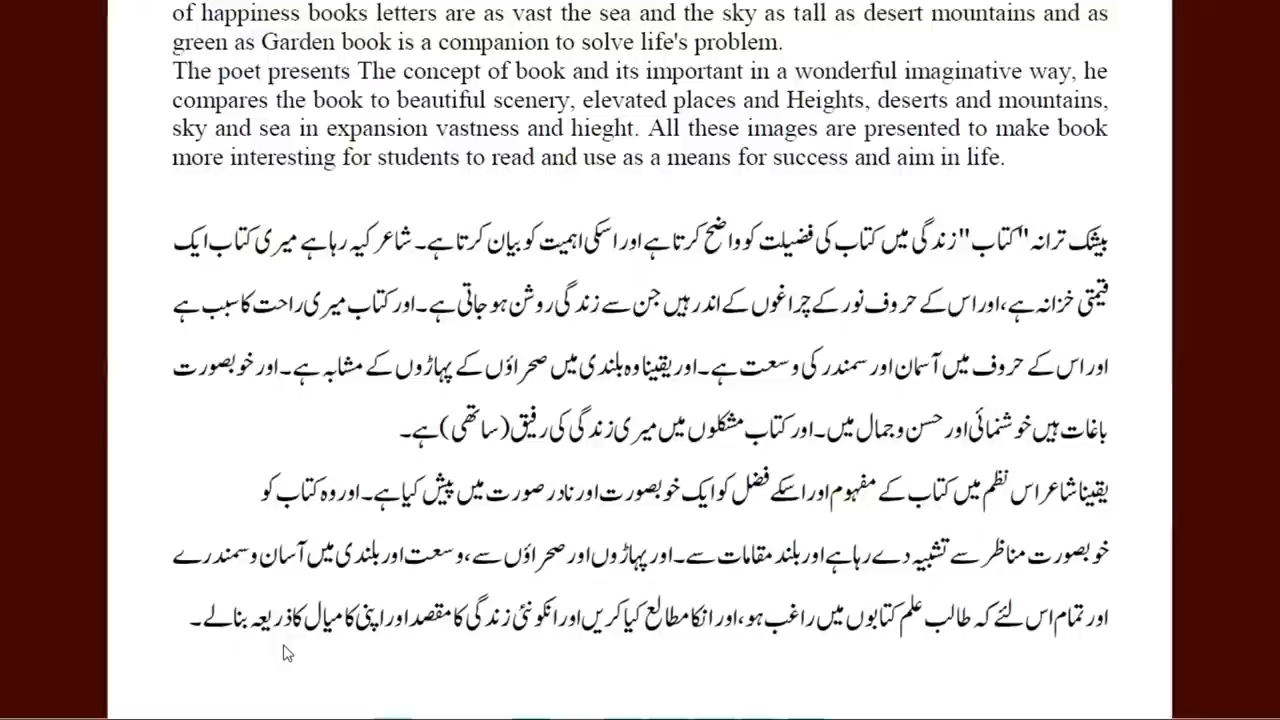 of happiness books letters are as vast the sea and the sky as tall as desert mountains and as
green as Garden book is a companion to solve life's problem.
The poet presents The concept of book and its important in a wonderful imaginative way, he
compares the book to beautiful scenery, elevated places and Heights, deserts and mountains,
sky and sea in expansion vastness and hieght. All these images are presented to make book
more interesting for students to read and use as a means for success and aim in life.
بیشک ترانہ "کتاب" زندگی میں کتاب کی فضیلت کو واضح کرتا ہے اور اسکی اہمیت کو بیان کرتا ہے۔ شاعر کہہ رہا ہے میری کتاب ایک
قیمتی خزانہ ہے، اور اس کے حروف نور کے چراغوں کے اندر ہیں جن سے زندگی روشن ہو جاتی ہے۔ اور کتاب میری راحت کا سبب ہے
اور اس کے حروف میں آسمان اور سمندر کی وسعت ہے۔ اور یقینا وہ بلندی میں صحراؤں کے پہاڑوں کے مشابہ ہے۔ اور خوبصورت
باغات ہیں خوشنمائی اور حسن و جمال میں۔ اور کتاب مشکلوں میں میری زندگی کی رفیق (ساتھی) ہے۔
یقینا شاعر اس نظم میں کتاب کے مفہوم اور اسکے فضل کو ایک خوبصورت اور نادر صورت میں پیش کیا ہے۔ اور وہ کتاب کو
خوبصورت مناظر سے تشبیہ دے رہا ہے اور بلند مقامات سے۔ اور پہاڑوں اور صحراؤں سے، وسعت اور بلندی میں آسمان و سمندر سے
اور تمام اس لئے کہ طالب علم کتابوں میں راغب ہو، اور انکا مطالع کیا کریں اور انکو نئی زندگی کا مقصد اور اپنی کامیال کا ذریعہ بنا لے۔